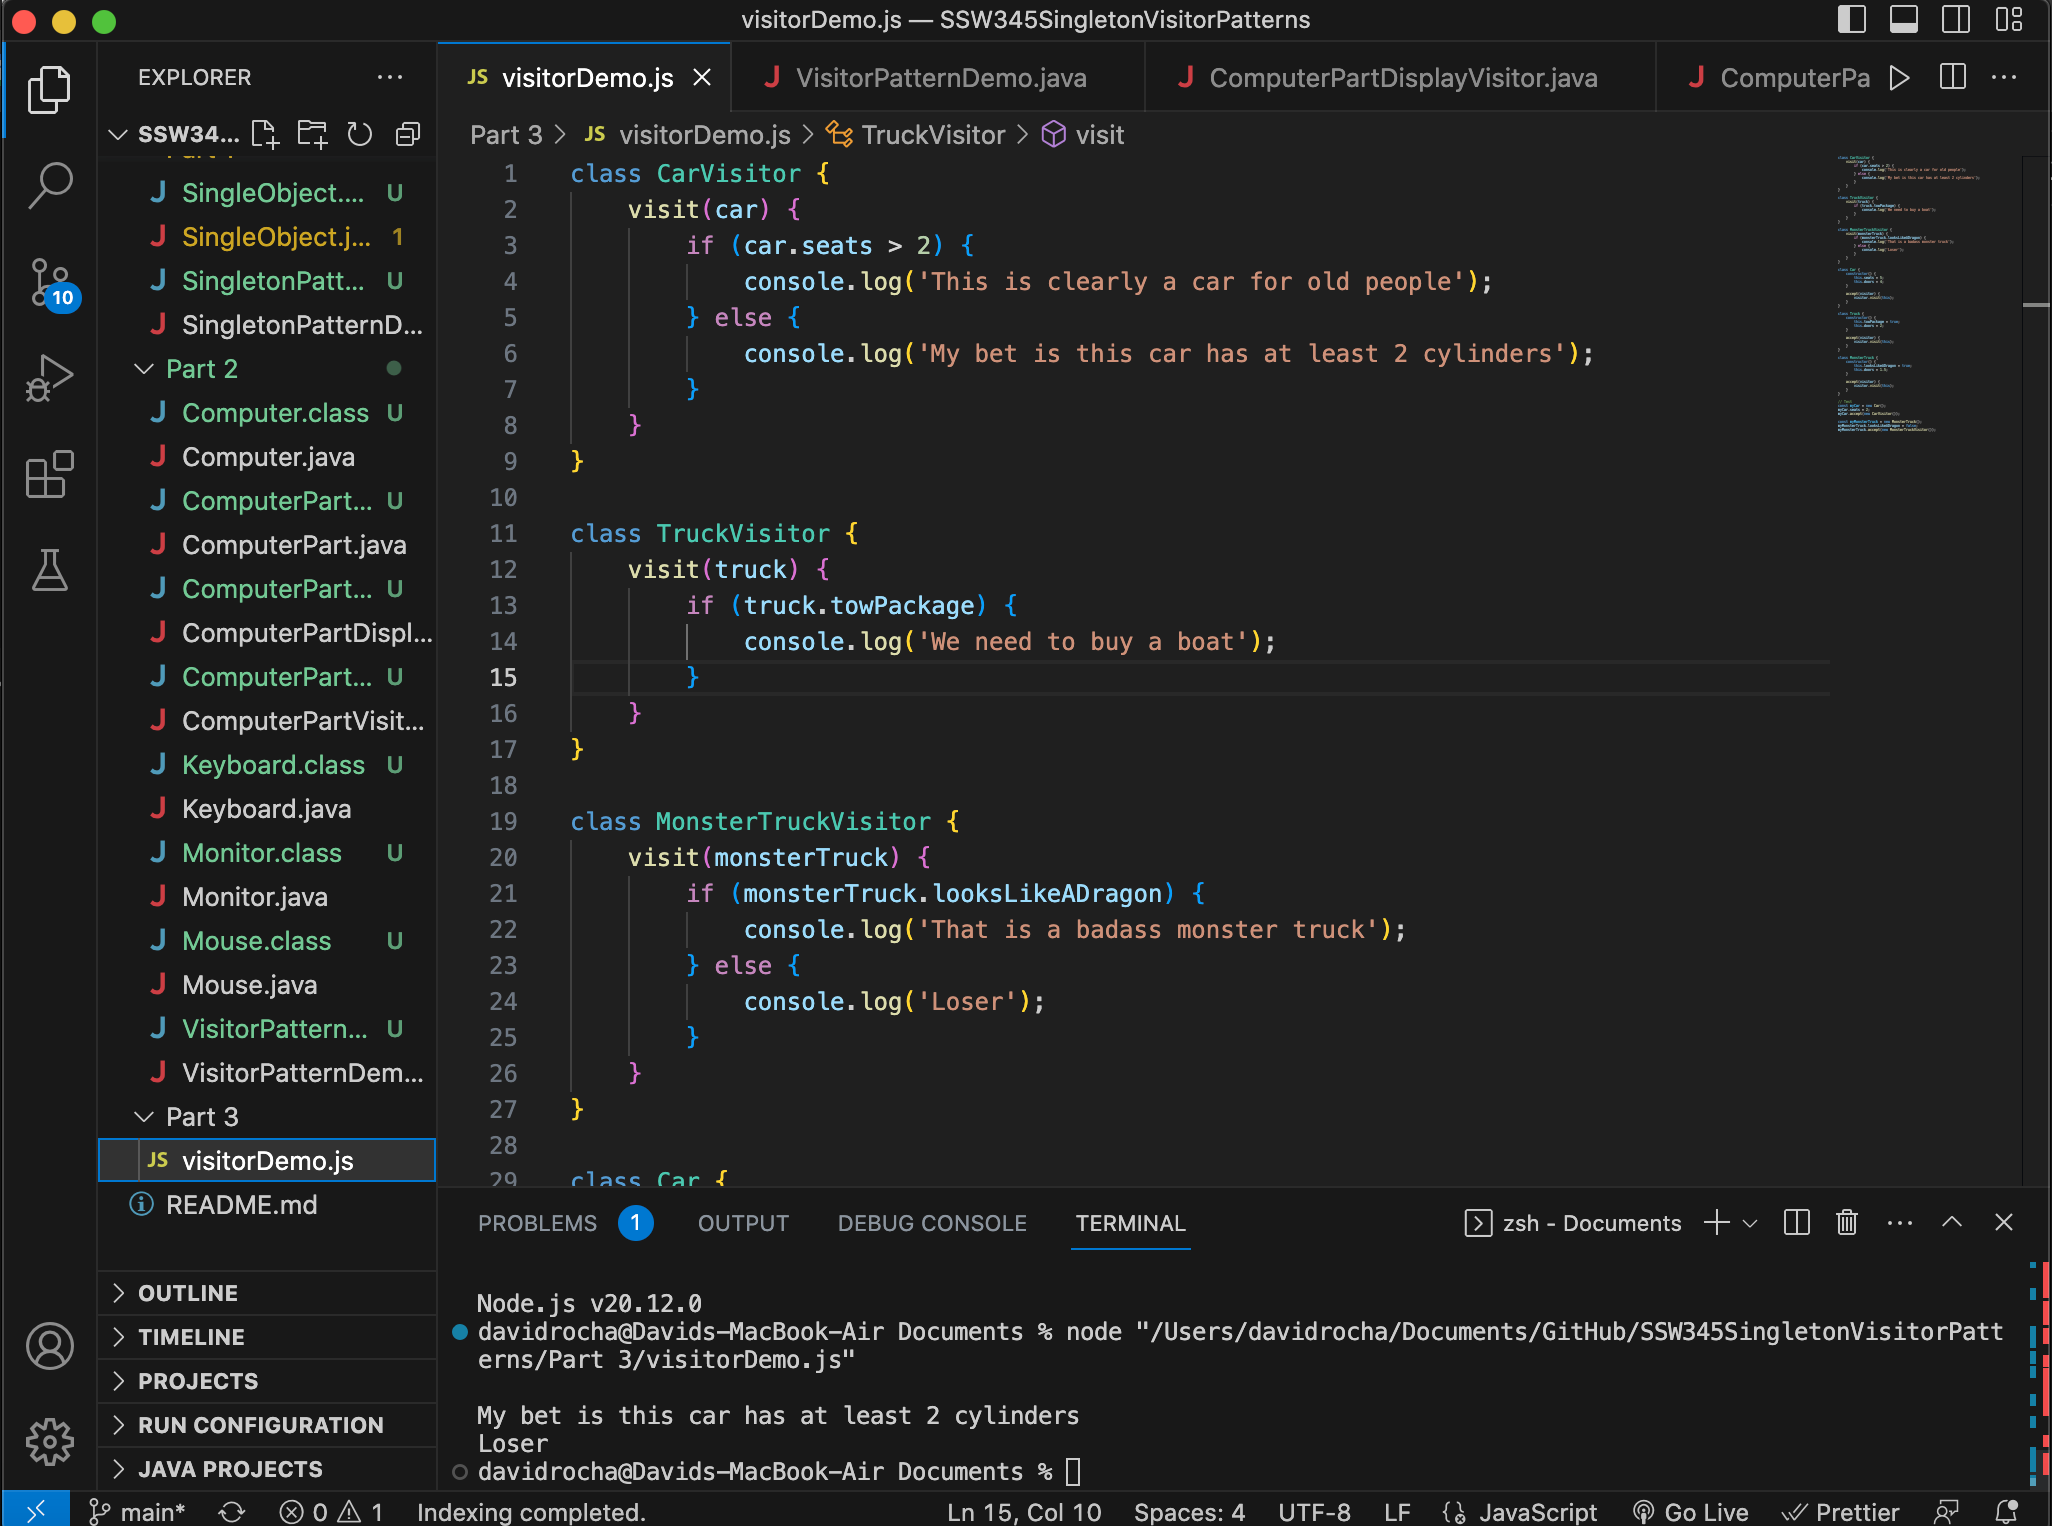 visitorDemo.js — SSW345SingletonVisitorPatterns
EXPLORER
SSW34...
SingleObject.... U
SingleObject.j... 1
SingletonPatt... U
SingletonPatternD...
Part 2
Computer.class U
Computer.java
ComputerPart... U
ComputerPart.java
ComputerPart... U
ComputerPartDispl...
ComputerPart... U
ComputerPartVisit...
Keyboard.class U
Keyboard.java
Monitor.class U
Monitor.java
Mouse.class U
Mouse.java
VisitorPattern... U
VisitorPatternDem...
Part 3
JS visitorDemo.js
README.md
OUTLINE
TIMELINE
PROJECTS
RUN CONFIGURATION
JAVA PROJECTS
10
JS visitorDemo.js
J VisitorPatternDemo.java
J ComputerPartDisplayVisitor.java
J ComputerPa
Part 3 > JS visitorDemo.js > TruckVisitor > visit
1 class CarVisitor {
2 visit(car) {
3 if (car.seats > 2) {
4 console.log('This is clearly a car for old people');
5 } else {
6 console.log('My bet is this car has at least 2 cylinders');
7 }
8 }
9 }
10
11 class TruckVisitor {
12 visit(truck) {
13 if (truck.towPackage) {
14 console.log('We need to buy a boat');
15 }
16 }
17 }
18
19 class MonsterTruckVisitor {
20 visit(monsterTruck) {
21 if (monsterTruck.looksLikeADragon) {
22 console.log('That is a badass monster truck');
23 } else {
24 console.log('Loser');
25 }
26 }
27 }
28
29 class Car {
PROBLEMS 1 OUTPUT DEBUG CONSOLE TERMINAL
zsh - Documents
Node.js v20.12.0
davidrocha@Davids-MacBook-Air Documents % node "/Users/davidrocha/Documents/GitHub/SSW345SingletonVisitorPatt
erns/Part 3/visitorDemo.js"
My bet is this car has at least 2 cylinders
Loser
davidrocha@Davids-MacBook-Air Documents %
main* 0 1 Indexing completed. Ln 15, Col 10 Spaces: 4 UTF-8 LF JavaScript Go Live Prettier